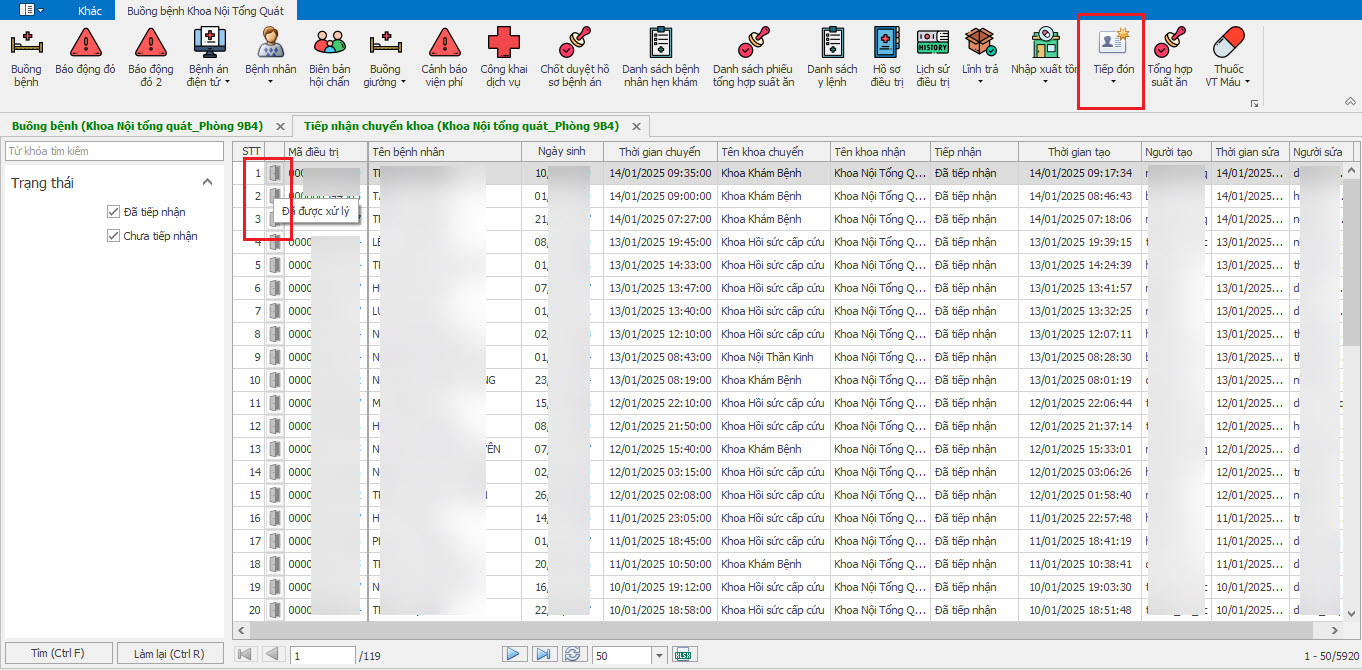 Khác Buồng bệnh Khoa Nội Tổng Quát
Buồng bệnh
Báo động đỏ
Báo động đỏ 2
Bệnh án điện tử
Bệnh nhân
Biên bản hội chẩn
Buồng giường
Cảnh báo viện phí
Công khai dịch vụ
Chốt duyệt hồ sơ bệnh án
Danh sách bệnh nhân hẹn khám
Danh sách phiếu tổng hợp suất ăn
Danh sách y lệnh
Hồ sơ điều trị
HISTORY
Lịch sử điều trị
Lĩnh trả
Nhập xuất tồn
Tiếp đón
Tổng hợp suất ăn
Thuốc VT Máu
Buồng bệnh (Khoa Nội tổng quát_Phòng 9B4) Tiếp nhận chuyển khoa (Khoa Nội tổng quát_Phòng 9B4)
Từ khóa tìm kiếm
Trạng thái
Đã tiếp nhận
Chưa tiếp nhận
STT Mã điều trị Tên bệnh nhân Ngày sinh Thời gian chuyển Tên khoa chuyển Tên khoa nhận Tiếp nhận Thời gian tạo Người tạo Thời gian sửa Người sửa
1 10, 14/01/2025 09:35:00 Khoa Khám Bệnh Khoa Nội Tổng Q... Đã tiếp nhận 14/01/2025 09:17:34 14/01/2025...
2 01, 14/01/2025 09:00:00 Khoa Khám Bệnh Khoa Nội Tổng Q... Đã tiếp nhận 14/01/2025 08:46:43 14/01/2025...
Đã được xử lý
3 21, 14/01/2025 07:27:00 Khoa Khám Bệnh Khoa Nội Tổng Q... Đã tiếp nhận 14/01/2025 07:18:06 14/01/2025...
4 0000 08, 13/01/2025 19:45:00 Khoa Hồi sức cấp cứu Khoa Nội Tổng Q... Đã tiếp nhận 13/01/2025 19:39:15 13/01/2025...
5 0000 01, 13/01/2025 14:33:00 Khoa Hồi sức cấp cứu Khoa Nội Tổng Q... Đã tiếp nhận 13/01/2025 14:24:39 13/01/2025...
6 0000 07, 13/01/2025 13:47:00 Khoa Hồi sức cấp cứu Khoa Nội Tổng Q... Đã tiếp nhận 13/01/2025 13:41:57 13/01/2025...
7 0000 01, 13/01/2025 13:40:00 Khoa Hồi sức cấp cứu Khoa Nội Tổng Q... Đã tiếp nhận 13/01/2025 13:32:25 13/01/2025...
8 0000 02, 13/01/2025 12:10:00 Khoa Hồi sức cấp cứu Khoa Nội Tổng Q... Đã tiếp nhận 13/01/2025 12:07:11 13/01/2025...
9 0000 01, 13/01/2025 08:43:00 Khoa Nội Thần Kinh Khoa Nội Tổng Q... Đã tiếp nhận 13/01/2025 08:28:30 13/01/2025...
10 0000 23, 13/01/2025 08:19:00 Khoa Khám Bệnh Khoa Nội Tổng Q... Đã tiếp nhận 13/01/2025 08:01:19 13/01/2025...
11 0000 15, 12/01/2025 22:10:00 Khoa Hồi sức cấp cứu Khoa Nội Tổng Q... Đã tiếp nhận 12/01/2025 22:06:44 12/01/2025...
12 0000 08, 12/01/2025 21:50:00 Khoa Hồi sức cấp cứu Khoa Nội Tổng Q... Đã tiếp nhận 12/01/2025 21:37:14 12/01/2025...
13 0000 07, 12/01/2025 15:40:00 Khoa Khám Bệnh Khoa Nội Tổng Q... Đã tiếp nhận 12/01/2025 15:33:01 12/01/2025...
14 0000 02, 12/01/2025 03:15:00 Khoa Hồi sức cấp cứu Khoa Nội Tổng Q... Đã tiếp nhận 12/01/2025 03:06:26 12/01/2025...
15 0000 26, 12/01/2025 02:08:00 Khoa Hồi sức cấp cứu Khoa Nội Tổng Q... Đã tiếp nhận 12/01/2025 01:58:40 12/01/2025...
16 0000 14, 11/01/2025 23:05:00 Khoa Hồi sức cấp cứu Khoa Nội Tổng Q... Đã tiếp nhận 11/01/2025 22:57:48 11/01/2025...
17 0000 01, 11/01/2025 18:45:00 Khoa Hồi sức cấp cứu Khoa Nội Tổng Q... Đã tiếp nhận 11/01/2025 18:41:19 11/01/2025...
18 0000 20, 11/01/2025 10:50:00 Khoa Khám Bệnh Khoa Nội Tổng Q... Đã tiếp nhận 11/01/2025 10:38:41 11/01/2025...
19 0000 16, 10/01/2025 19:12:00 Khoa Hồi sức cấp cứu Khoa Nội Tổng Q... Đã tiếp nhận 10/01/2025 19:03:30 10/01/2025...
20 0000 22, 10/01/2025 18:58:00 Khoa Hồi sức cấp cứu Khoa Nội Tổng Q... Đã tiếp nhận 10/01/2025 18:51:48 10/01/2025...
Tìm (Ctrl F) Làm lại (Ctrl R) 1 /119 50 XLSX 1 - 50/5920